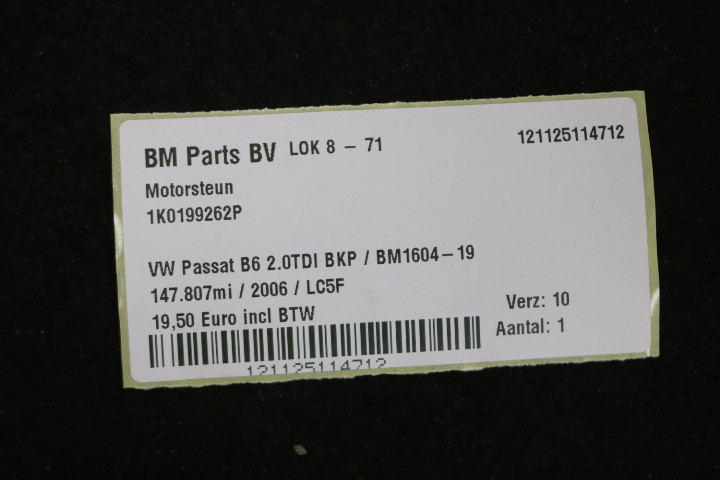 BM Parts BV LOK 8 – 71 121125114712
Motorsteun
1K0199262P
VW Passat B6 2.0TDI BKP / BM1604–19
147.807mi / 2006 / LC5F
19,50 Euro incl BTW
Verz: 10
Aantal: 1
121125114712